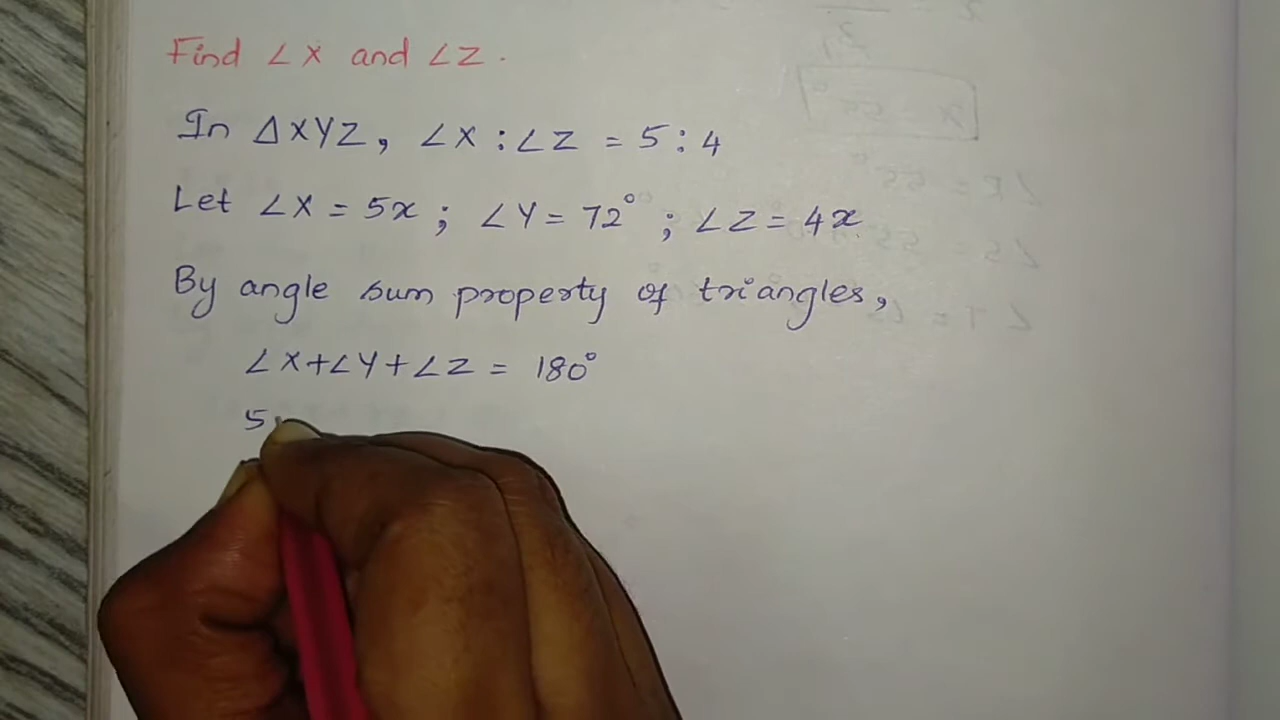 Find ∠X and ∠Z.
In ΔXYZ, ∠X : ∠Z = 5 : 4
Let ∠X = 5x ; ∠Y = 72° ; ∠Z = 4x
By angle sum property of triangles,
∠X + ∠Y + ∠Z = 180°
5